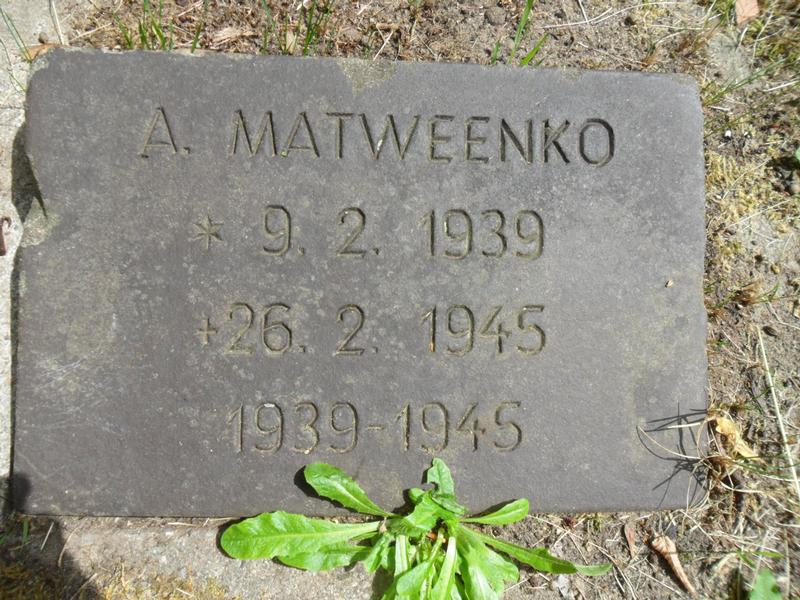 A. MATWEENKO
* 9. 2. 1939
+26. 2. 1945
1939-1945